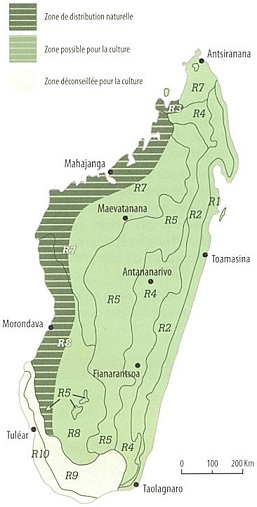 Zone de distribution naturelle
Zone possible pour la culture
Zone déconseillée pour la culture
Antsiranana
R7
R3
R4
Mahajanga
R7
R1
Maevatanana
R5
R2
R7
Toamasina
Antananarivo
R5
R4
Morondava
R2
R8
Fianarantsoa
R5
Tuléar
R8
R5
R4
R10
R9
0 100 200 Km
Taolagnaro